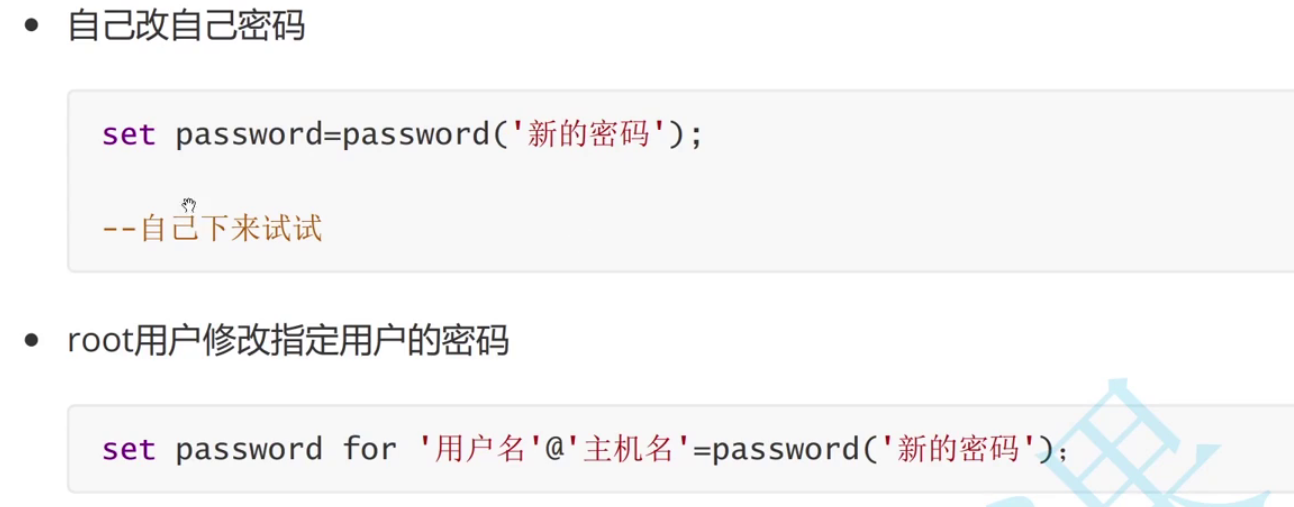 自己改自己密码
set password=password('新的密码');
--自己下来试试
root用户修改指定用户的密码
set password for '用户名'@'主机名'=password('新的密码');